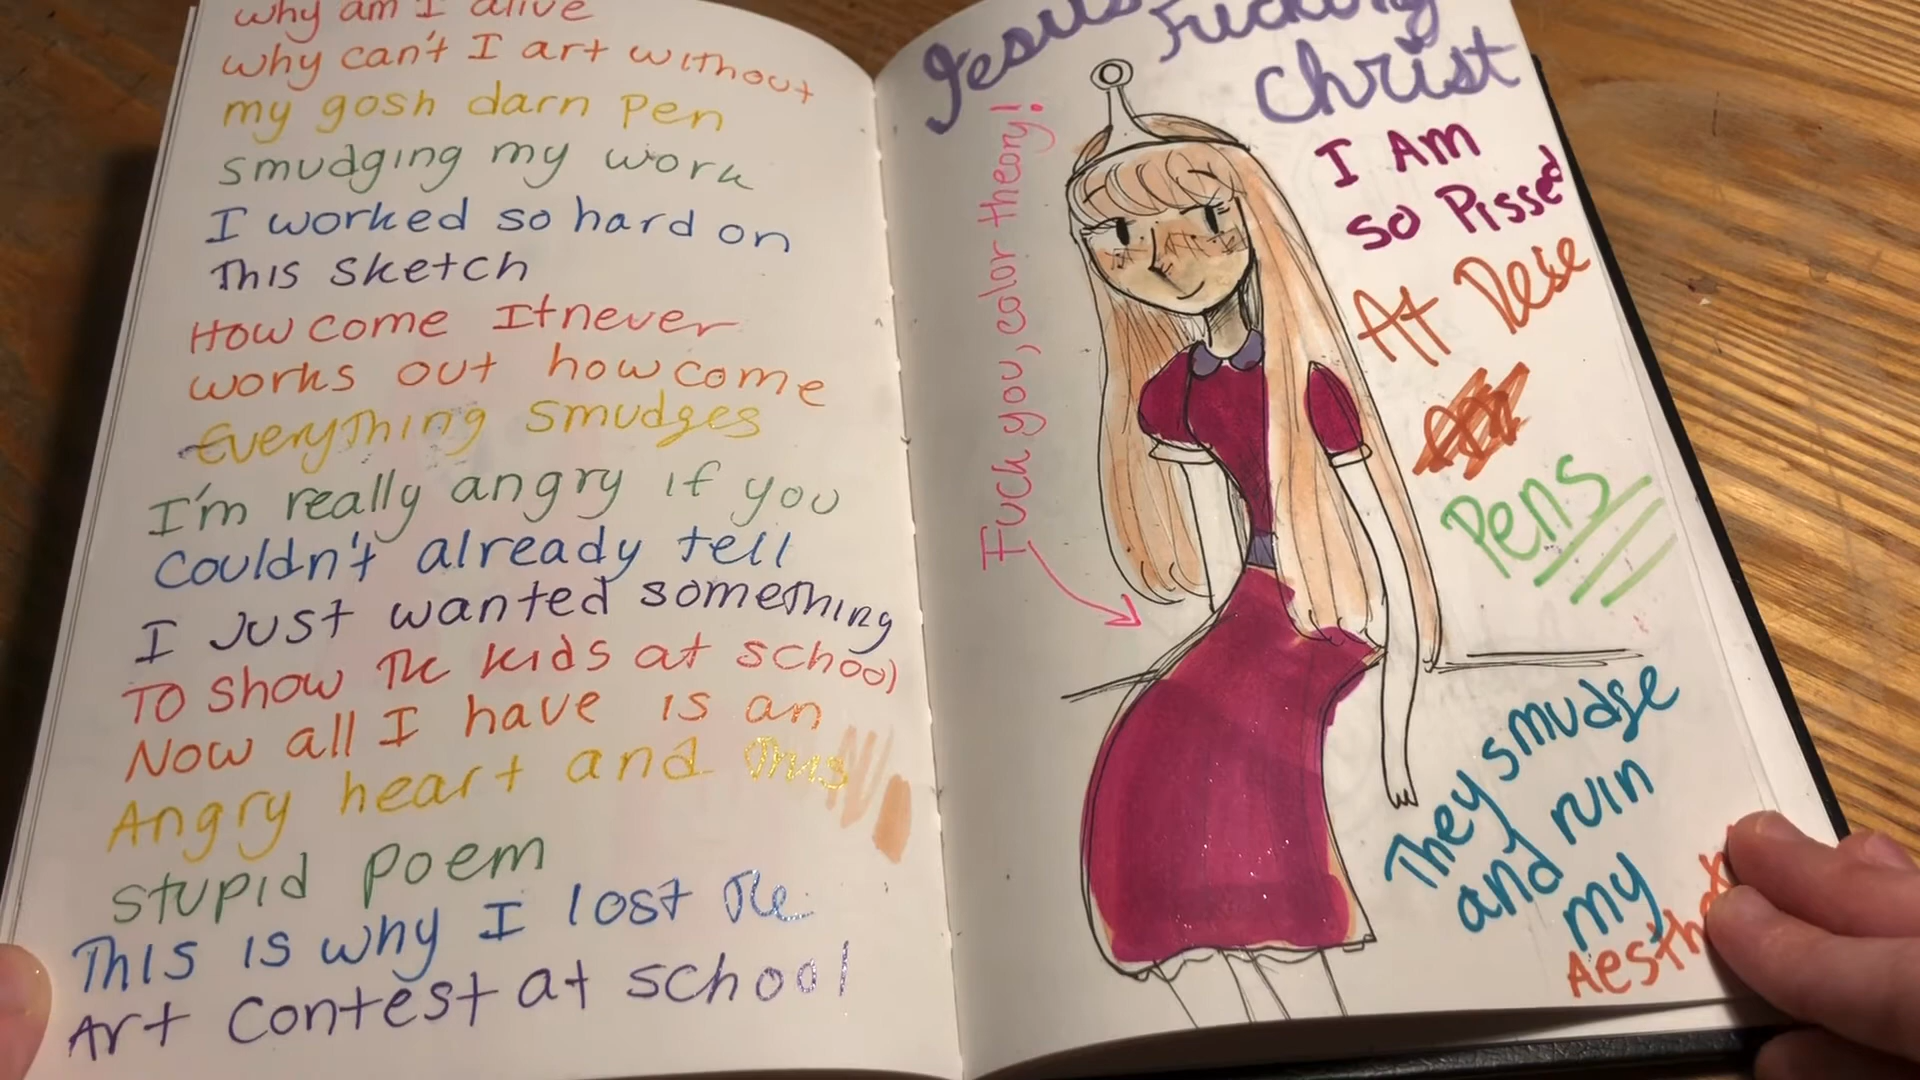 why am I alive
why can't I art without
my gosh darn pen
smudging my work
I worked so hard on
This sketch
How come It never
works out how come
Everything smudges
I'm really angry if you
couldn't already tell
I just wanted something
To show The kids at school
Now all I have is an
Angry heart and This
stupid poem
This is why I lost The
Art contest at school
Jesus Fucking
Christ
I AM
so Pissed
At Dese
Pens
Fuck you, color theory!
They smudge
and ruin
my